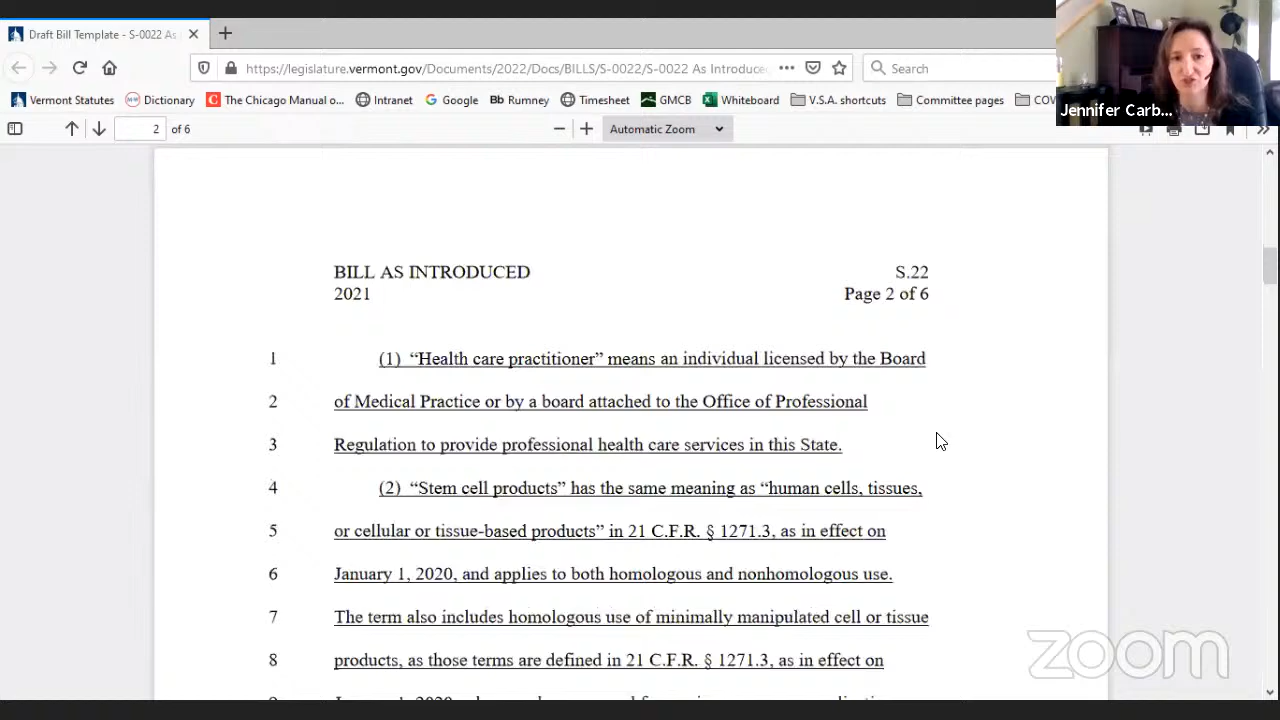 Draft Bill Template - S-0022 As
https://legislature.vermont.gov/Documents/2022/Docs/BILLS/S-0022/S-0022 As Introduce
Search
Vermont Statutes
Dictionary
The Chicago Manual o...
Intranet
Google
Bb Rumney
Timesheet
GMCB
Whiteboard
V.S.A. shortcuts
Committee pages
COV
Jennifer Carb...
2 of 6
Automatic Zoom
BILL AS INTRODUCED S.22
2021 Page 2 of 6
1 (1) “Health care practitioner” means an individual licensed by the Board
2 of Medical Practice or by a board attached to the Office of Professional
3 Regulation to provide professional health care services in this State.
4 (2) “Stem cell products” has the same meaning as “human cells, tissues,
5 or cellular or tissue-based products” in 21 C.F.R. § 1271.3, as in effect on
6 January 1, 2020, and applies to both homologous and nonhomologous use.
7 The term also includes homologous use of minimally manipulated cell or tissue
8 products, as those terms are defined in 21 C.F.R. § 1271.3, as in effect on
zoom